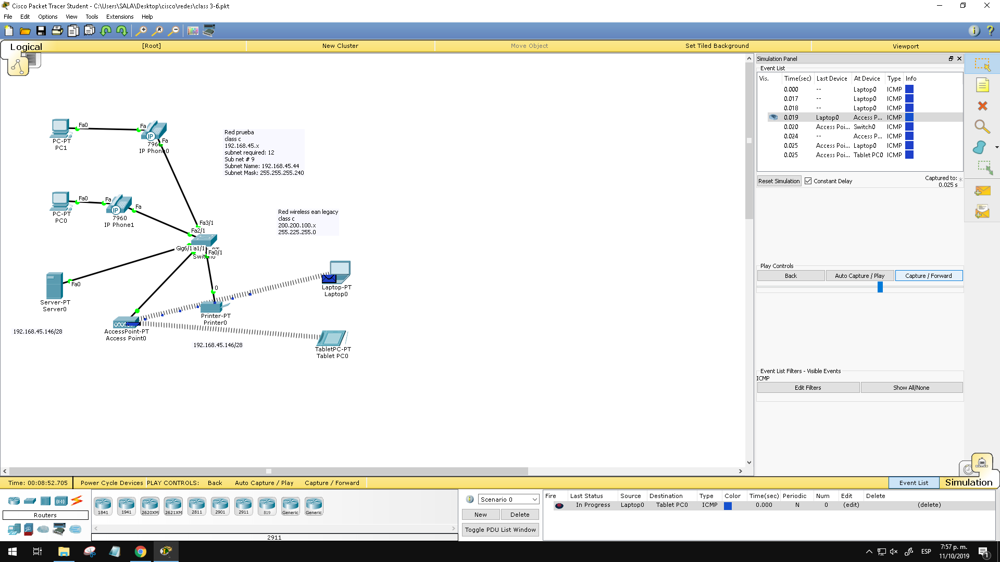 Cisco Packet Tracer Student - C:\Users\SALA\Desktop\cisco\redes\class 3-6.pkt
File Edit Options View Tools Extensions Help
Logical [Root] New Cluster Move Object Set Tiled Background Viewport
Simulation Panel
Event List
Vis. Time(sec) Last Device At Device Type Info
0.000 -- Laptop0 ICMP
0.017 -- Laptop0 ICMP
0.018 -- Laptop0 ICMP
0.019 Laptop0 Access P... ICMP
0.020 Access Poi... Switch0 ICMP
0.024 -- Access P... ICMP
0.025 Access Poi... Laptop0 ICMP
0.025 Access Poi... Tablet PC0 ICMP
Reset Simulation Constant Delay Captured to:
0.025 s
Play Controls
Back Auto Capture / Play Capture / Forward
Event List Filters - Visible Events
ICMP
Edit Filters Show All/None
Fa0 Fa
PC-PT
PC1
IP
Fa
IP Phone0
Red prueba
class c
192.168.45.x
subnet required: 12
Sub net # 9
Subnet Name: 192.168.45.44
Subnet Mask: 255.255.255.240
Fa0 Fa
PC-PT
PC0
IP
Fa
7960
IP Phone1
Red wireless ean legacy
class c
200.200.100.x
255.225.255.0
Fa3/1
Fa2/1
Gig6/1
Fa0/1
Fa0
Server-PT
Server0
0
Laptop-PT
Laptop0
Printer-PT
Printer0
192.168.45.146/28
AccessPoint-PT
Access Point0
192.168.45.146/28
TabletPC-PT
Tablet PC0
Time: 00:08:52.705 Power Cycle Devices PLAY CONTROLS: Back Auto Capture / Play Capture / Forward Event List Simulation
Routers
1841 1941 2620XM 2621XM 2811 2901 2911 819 Generic Generic
2911
Scenario 0
New Delete
Toggle PDU List Window
Fire Last Status Source Destination Type Color Time(sec) Periodic Num Edit Delete
In Progress Laptop0 Tablet PC0 ICMP 0.000 N 0 (edit) (delete)
ESP
7:57 p. m.
11/10/2019
1